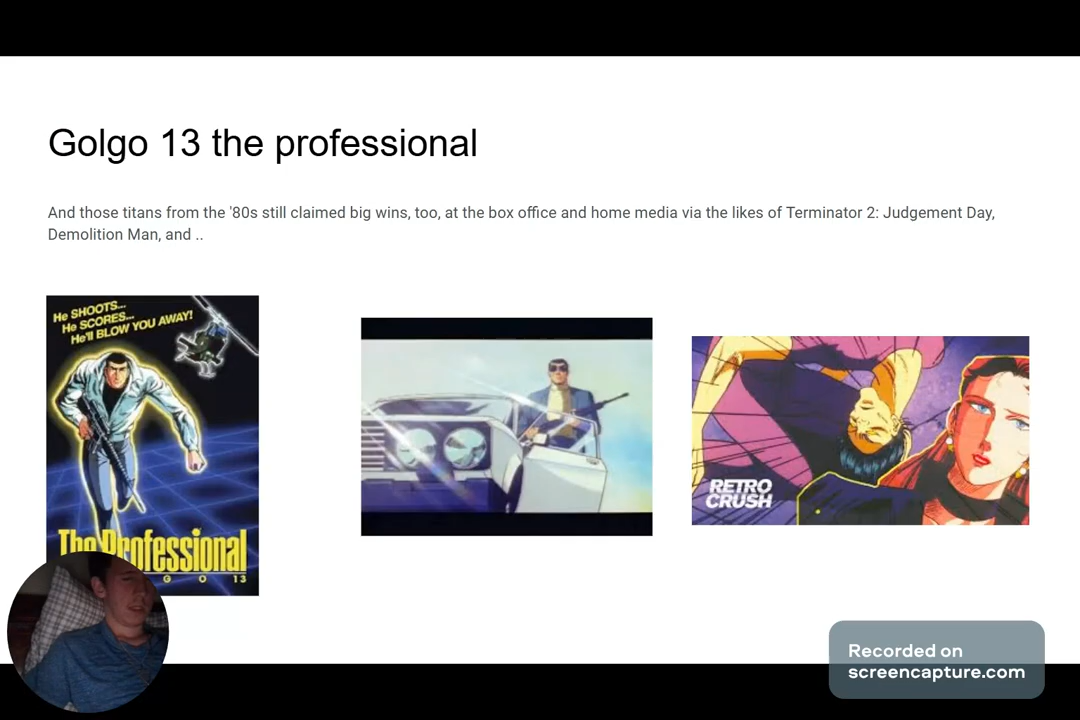 Golgo 13 the professional
And those titans from the '80s still claimed big wins, too, at the box office and home media via the likes of Terminator 2: Judgement Day,
Demolition Man, and ..
He SHOOTS...
He SCORES...
He'll BLOW YOU AWAY!
The Professional
G O 13
RETRO
CRUSH
Recorded on
screencapture.com